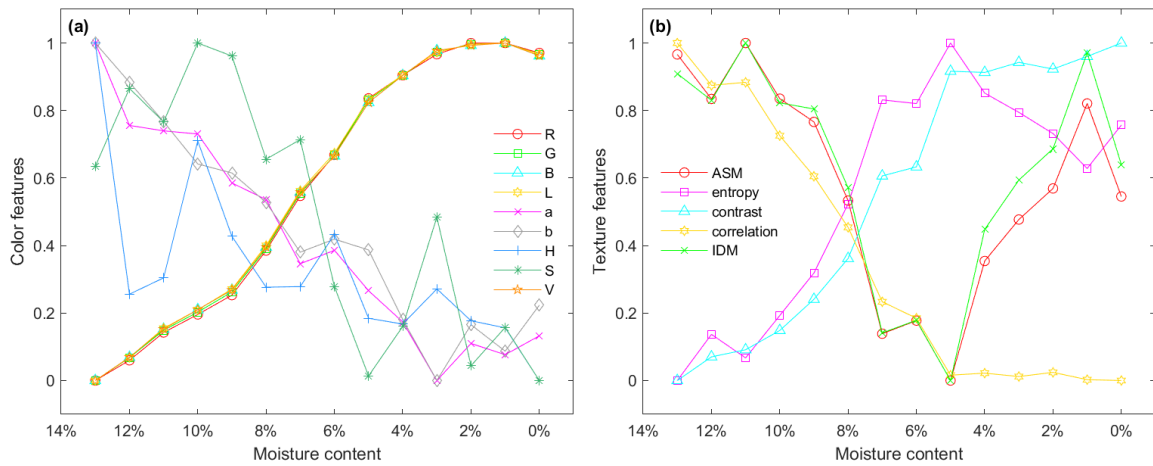 (a)
Color features
1
0.8
0.6
0.4
0.2
0
14%
12%
10%
8%
6%
4%
2%
0%
Moisture content
R
G
B
L
a
b
H
S
V
(b)
Texture features
1
0.8
0.6
0.4
0.2
0
14%
12%
10%
8%
6%
4%
2%
0%
Moisture content
ASM
entropy
contrast
correlation
IDM